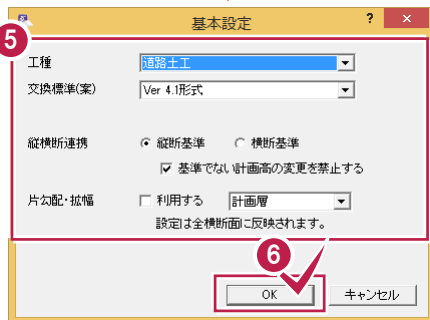 基本設定 ? ×
5
工種 道路土工
交換標準(案) Ver 4.1形式
縦横断連携 縦断基準 横断基準
基準でない計画高の変更を禁止する
片勾配・拡幅 利用する 計画層
設定は全横断面に反映されます。
6
OK キャンセル